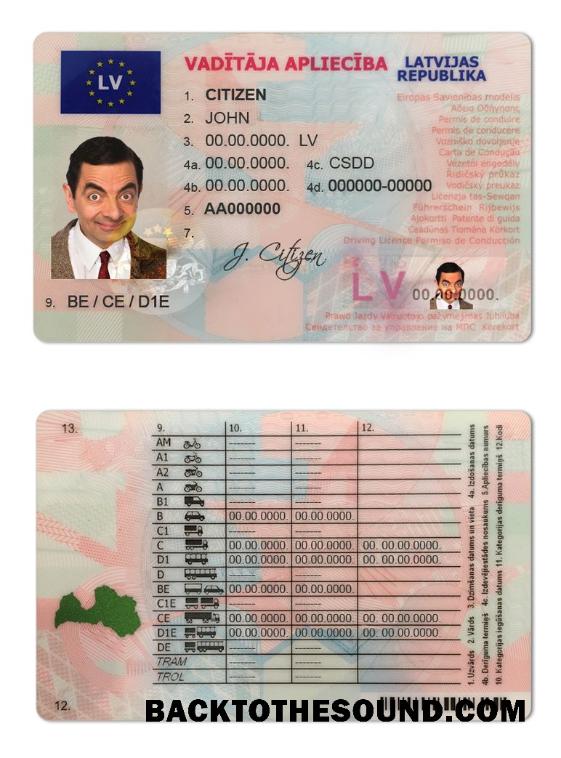 LV
VADĪTĀJA APLIECĪBA
LATVIJAS
REPUBLIKA
1. CITIZEN
2. JOHN
3. 00.00.0000. LV
4a. 00.00.0000. 4c. CSDD
4b. 00.00.0000. 4d. 000000-00000
5. AA000000
7.
J. Citizen
9. BE / CE / D1E
Eiropas Savienības modelis
Άδεια Οδήγησης
Permis de conduire
Permis de conducere
Vozniško dovoljenje
Carta de Condução
Vezetői engedély
Řidičský průkaz
Vodičský preukaz
Liċenzja tas-Sewqan
Führerschein Rijbewijs
Ajokortti Patente di guida
Ceadúnas Tiomána Körkort
Driving Licence Permiso de Conducción
LV 00.00.0000.
Prawo Jazdy Vairuotojo pažymėjimas Juhiluba
Свидетелство за управление на МПС Kørekort
13.
9. 10. 11. 12.
AM ------- -------
A1 ------- -------
A2 ------- -------
A ------- -------
B1 ------- -------
B 00.00.0000. 00.00.0000.
C1 ------- -------
C 00.00.0000. 00.00.0000. 00. 00 00.0000.
D1 00.00.0000. 00.00.0000. 00. 00 00.0000.
D ------- -------
BE 00.00.0000. 00.00.0000.
C1E ------- -------
CE 00.00.0000. 00.00.0000. 00. 00 00.0000.
D1E 00.00.0000. 00.00.0000. 00. 00 00.0000.
DE ------- -------
TRAM
TROL
1. Uzvārds 2. Vārds 3. Dzimšanas datums un vieta 4a. Izdošanas datums
4b. Derīguma termiņš 4c. Izdevējiestādes nosaukums 5. Apliecības numurs
10. Kategorijas iegūšanas datums 11. Kategorijas derīguma termiņš 12. Kodi
12.
BACKTOTHESOUND.COM